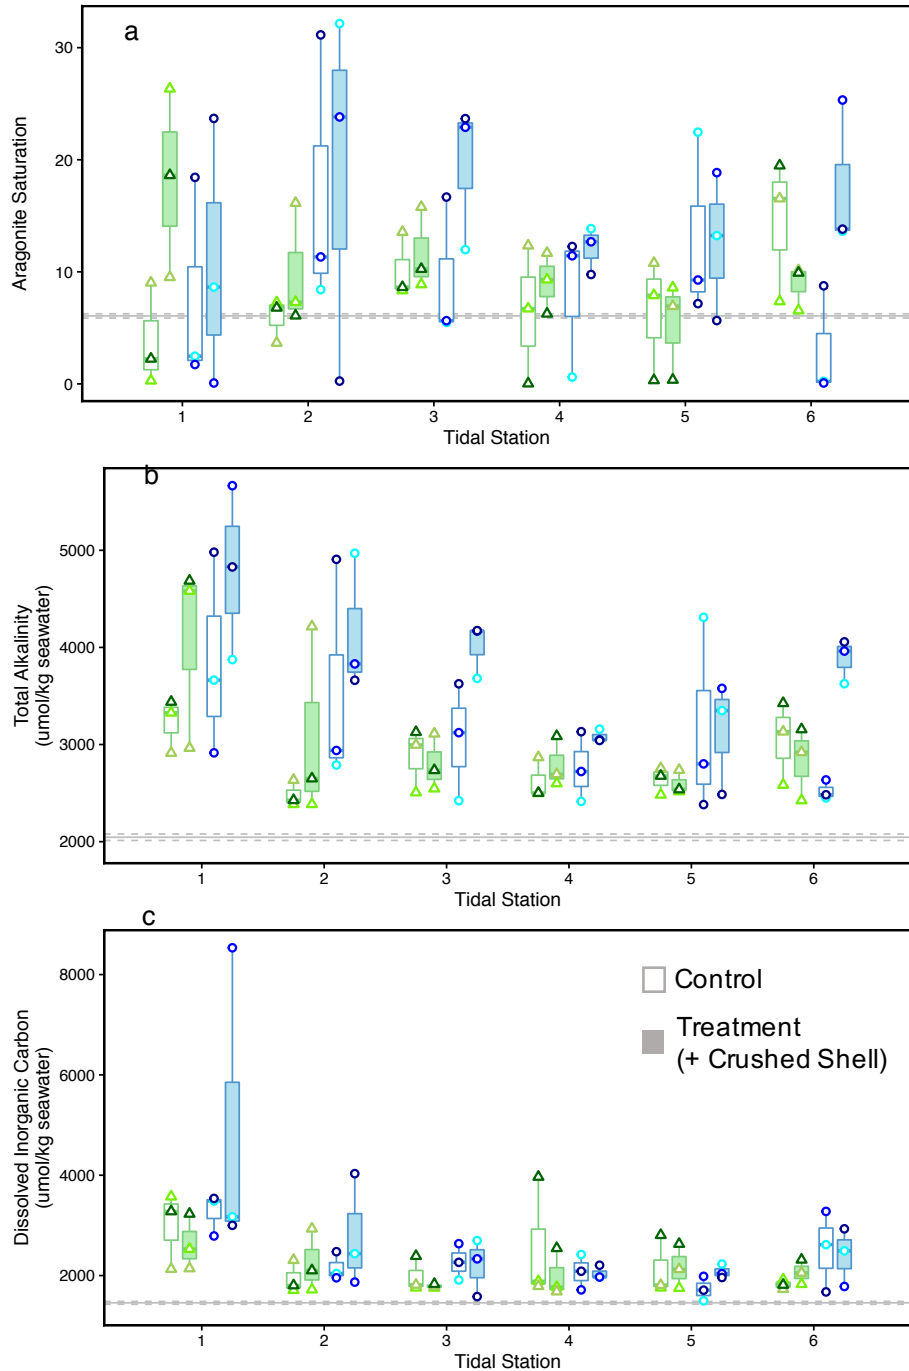 a
30
20
10
0
Aragonite Saturation
1 2 3 4 5 6
Tidal Station
b
5000
4000
3000
2000
Total Alkalinity
(umol/kg seawater)
1 2 3 4 5 6
Tidal Station
c
8000
6000
4000
2000
Dissolved Inorganic Carbon
(umol/kg seawater)
Control
Treatment
(+ Crushed Shell)
1 2 3 4 5 6
Tidal Station